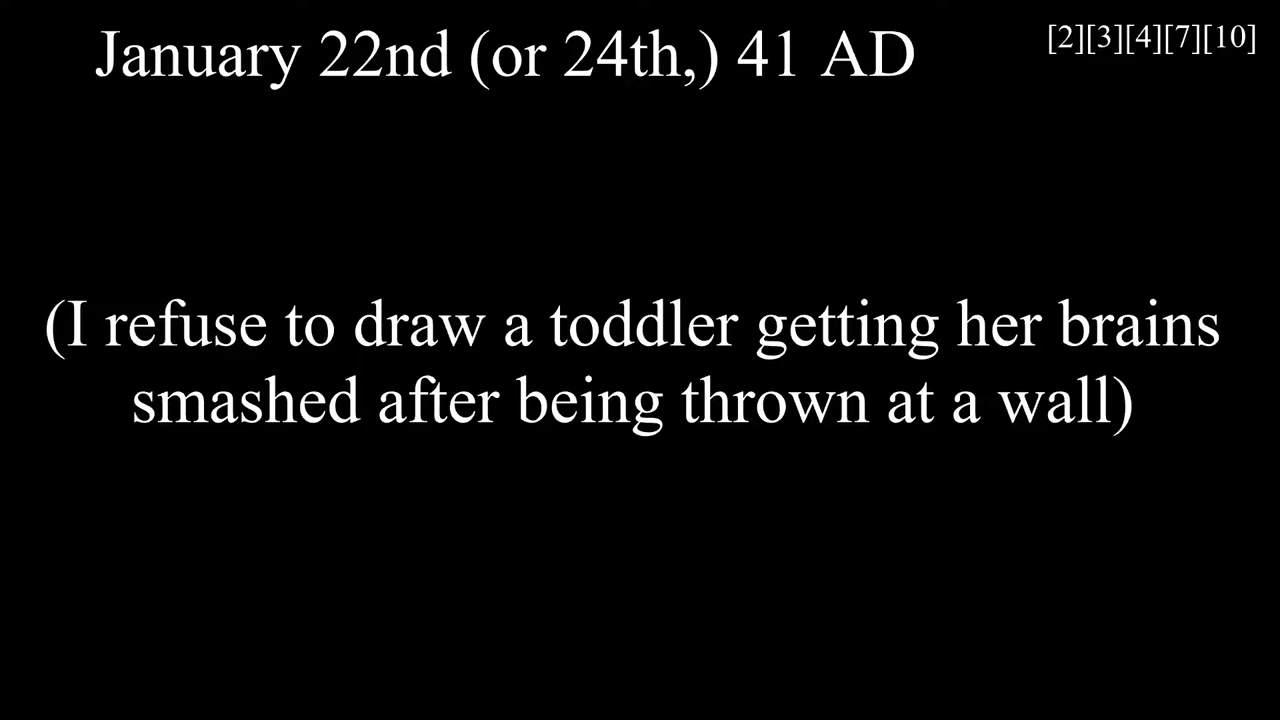 January 22nd (or 24th,) 41 AD
[2][3][4][7][10]
(I refuse to draw a toddler getting her brains
smashed after being thrown at a wall)